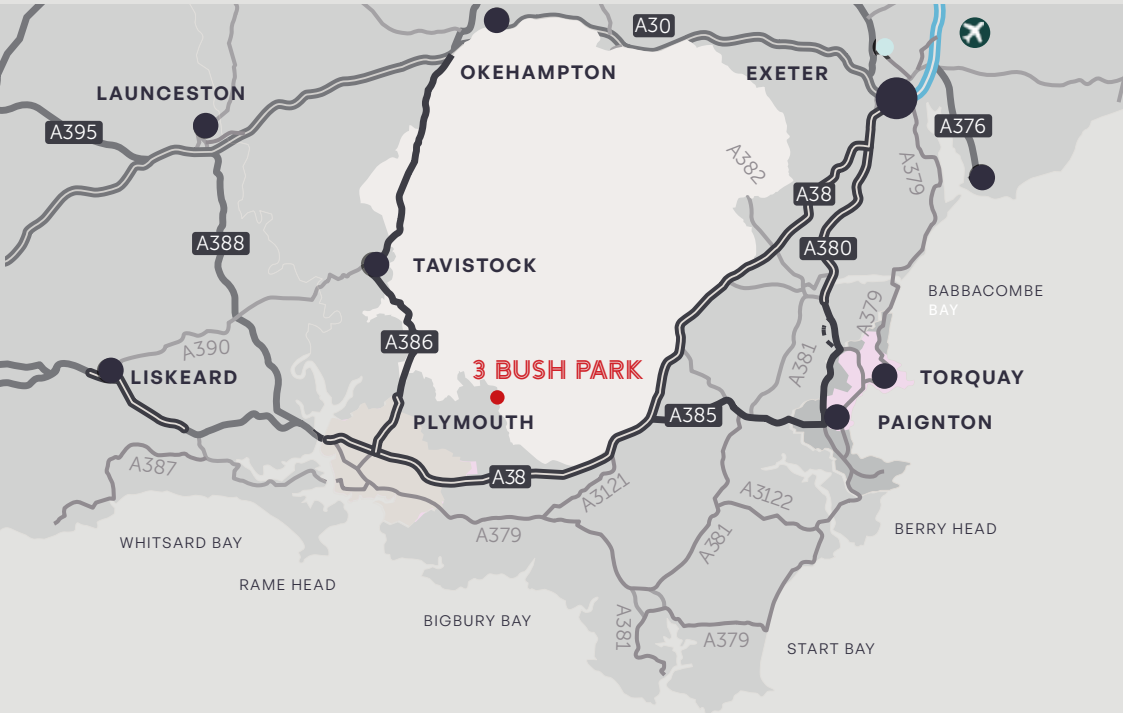 A30
OKEHAMPTON
EXETER
LAUNCESTON
A395
A376
A382
A379
A38
A388
A380
TAVISTOCK
BABBACOMBE
BAY
A379
A386
A390
A381
3 BUSH PARK
LISKEARD
TORQUAY
A385
PLYMOUTH
PAIGNTON
A387
A38
A3121
A3122
A379
A381
BERRY HEAD
WHITSARD BAY
RAME HEAD
BIGBURY BAY
A381
A379
START BAY